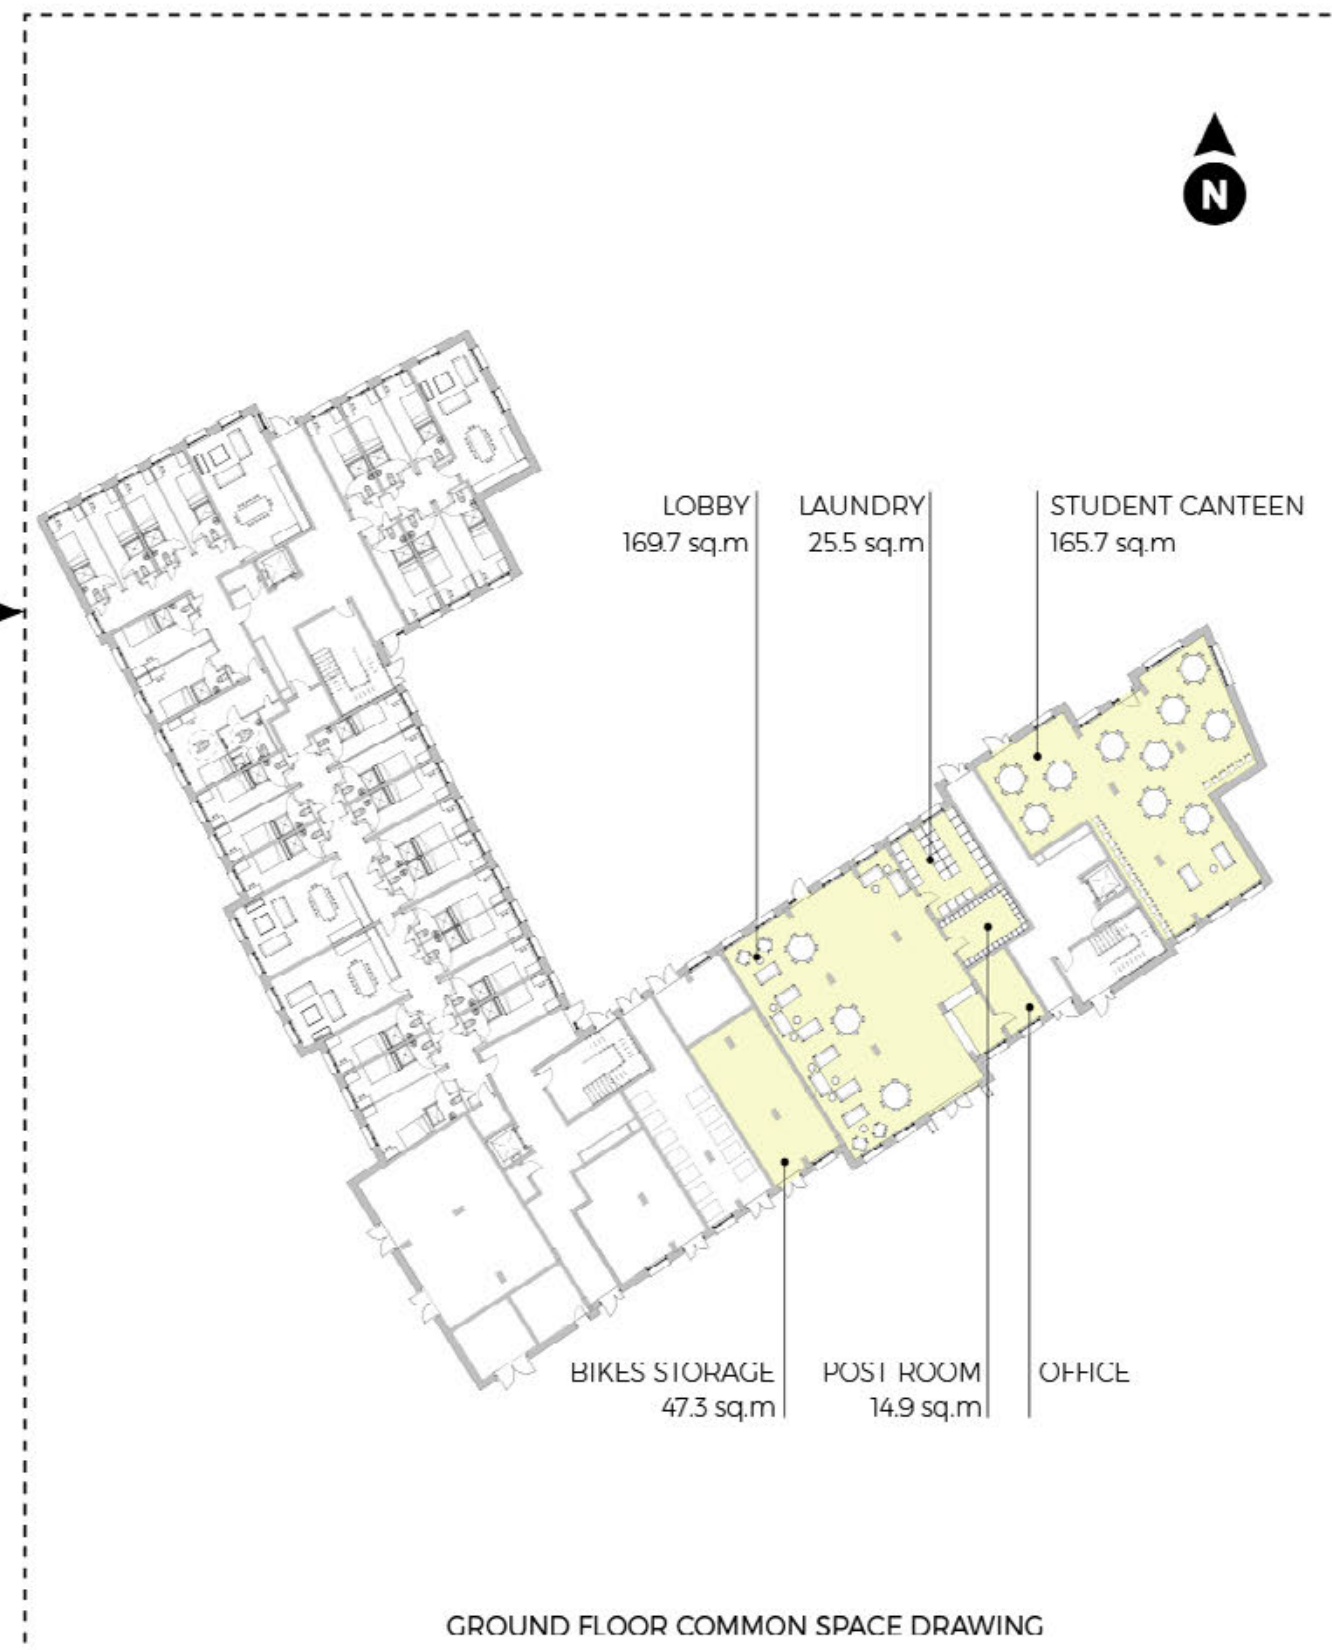 N
LOBBY
169.7 sq.m
LAUNDRY
25.5 sq.m
STUDENT CANTEEN
165.7 sq.m
BIKES STORAGE
47.3 sq.m
POST ROOM
14.9 sq.m
OFFICE
GROUND FLOOR COMMON SPACE DRAWING